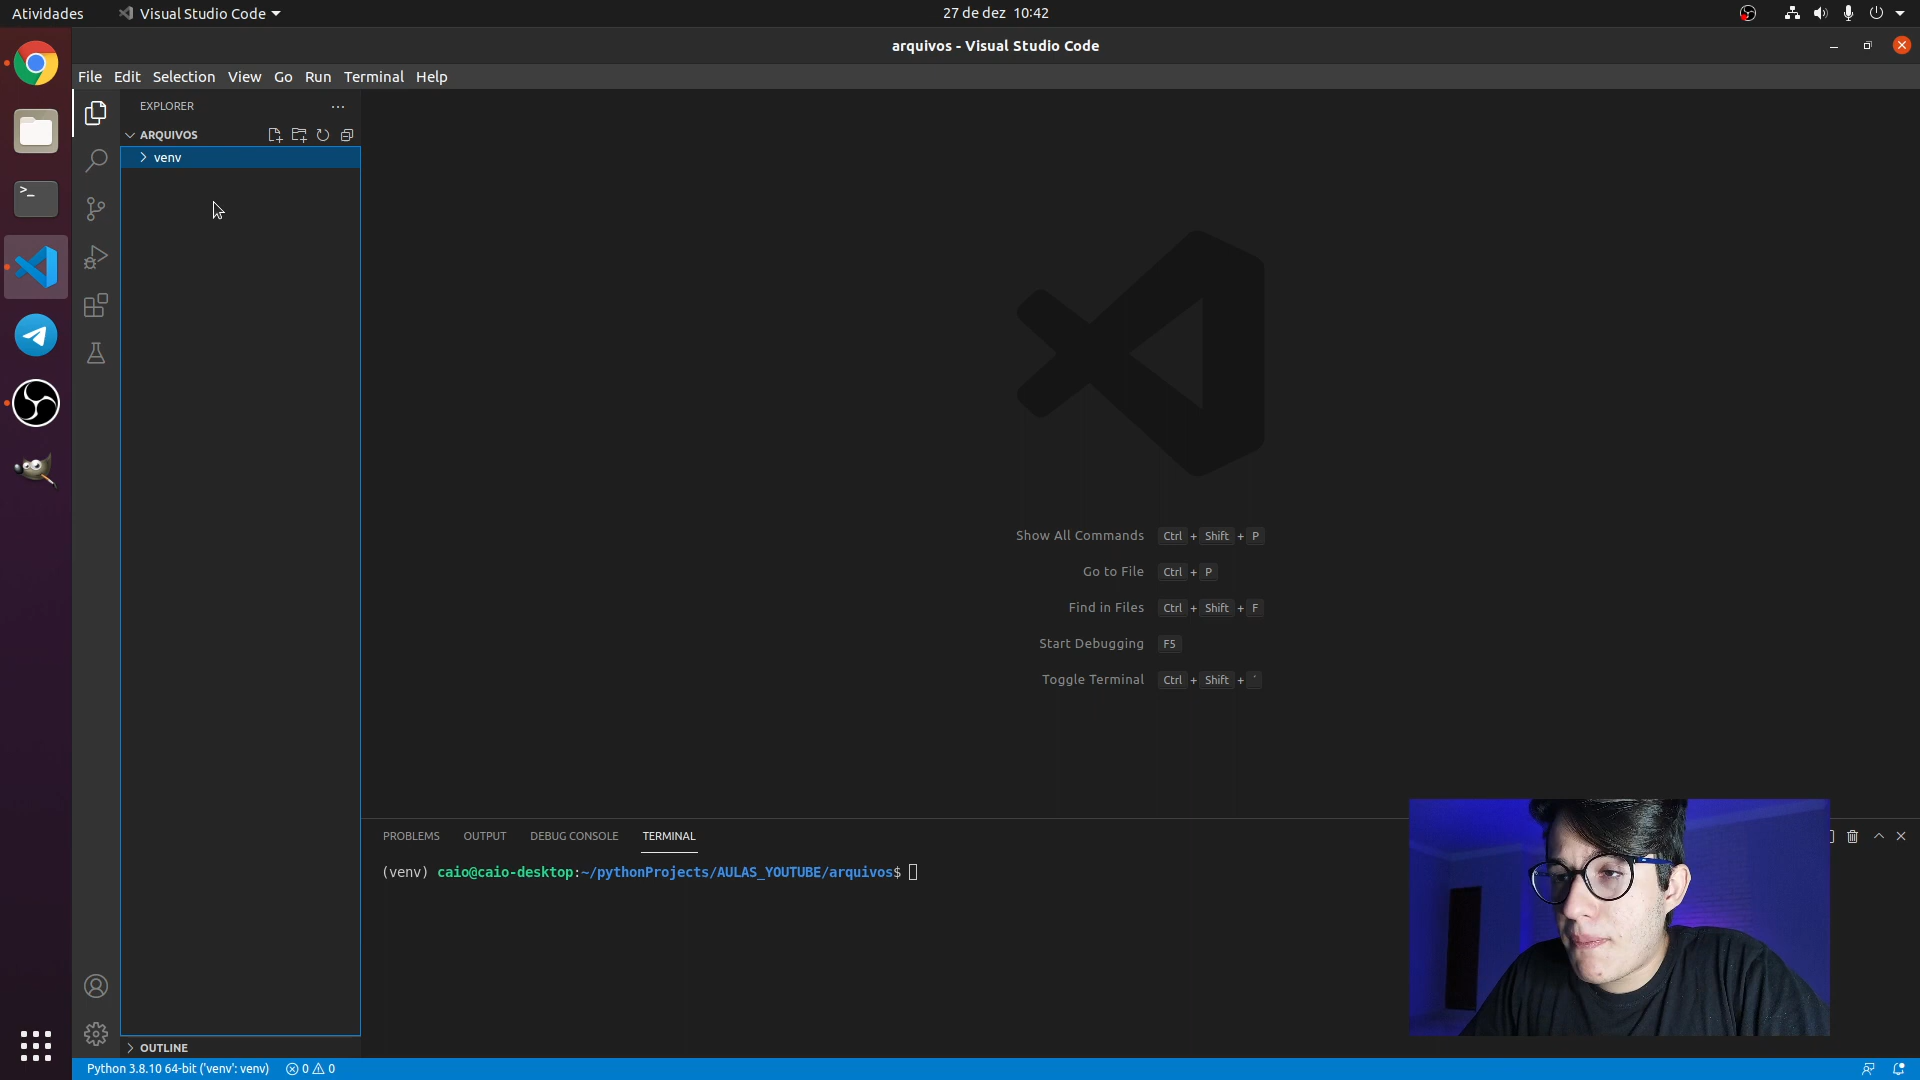 Atividades
Visual Studio Code
27 de dez 10:42
arquivos - Visual Studio Code
File Edit Selection View Go Run Terminal Help
EXPLORER
ARQUIVOS
venv
Show All Commands Ctrl + Shift + P
Go to File Ctrl + P
Find in Files Ctrl + Shift + F
Start Debugging F5
Toggle Terminal Ctrl + Shift + '
PROBLEMS OUTPUT DEBUG CONSOLE TERMINAL
(venv) caio@caio-desktop:~/pythonProjects/AULAS_YOUTUBE/arquivos$
OUTLINE
Python 3.8.10 64-bit ('venv': venv) 0 0